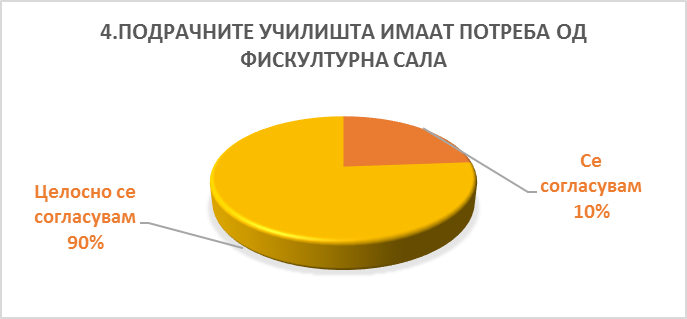 4.ПОДРАЧНИТЕ УЧИЛИШТА ИМААТ ПОТРЕБА ОД
ФИСКУЛТУРНА САЛА
Се
согласувам
10%
Целосно се
согласувам
90%